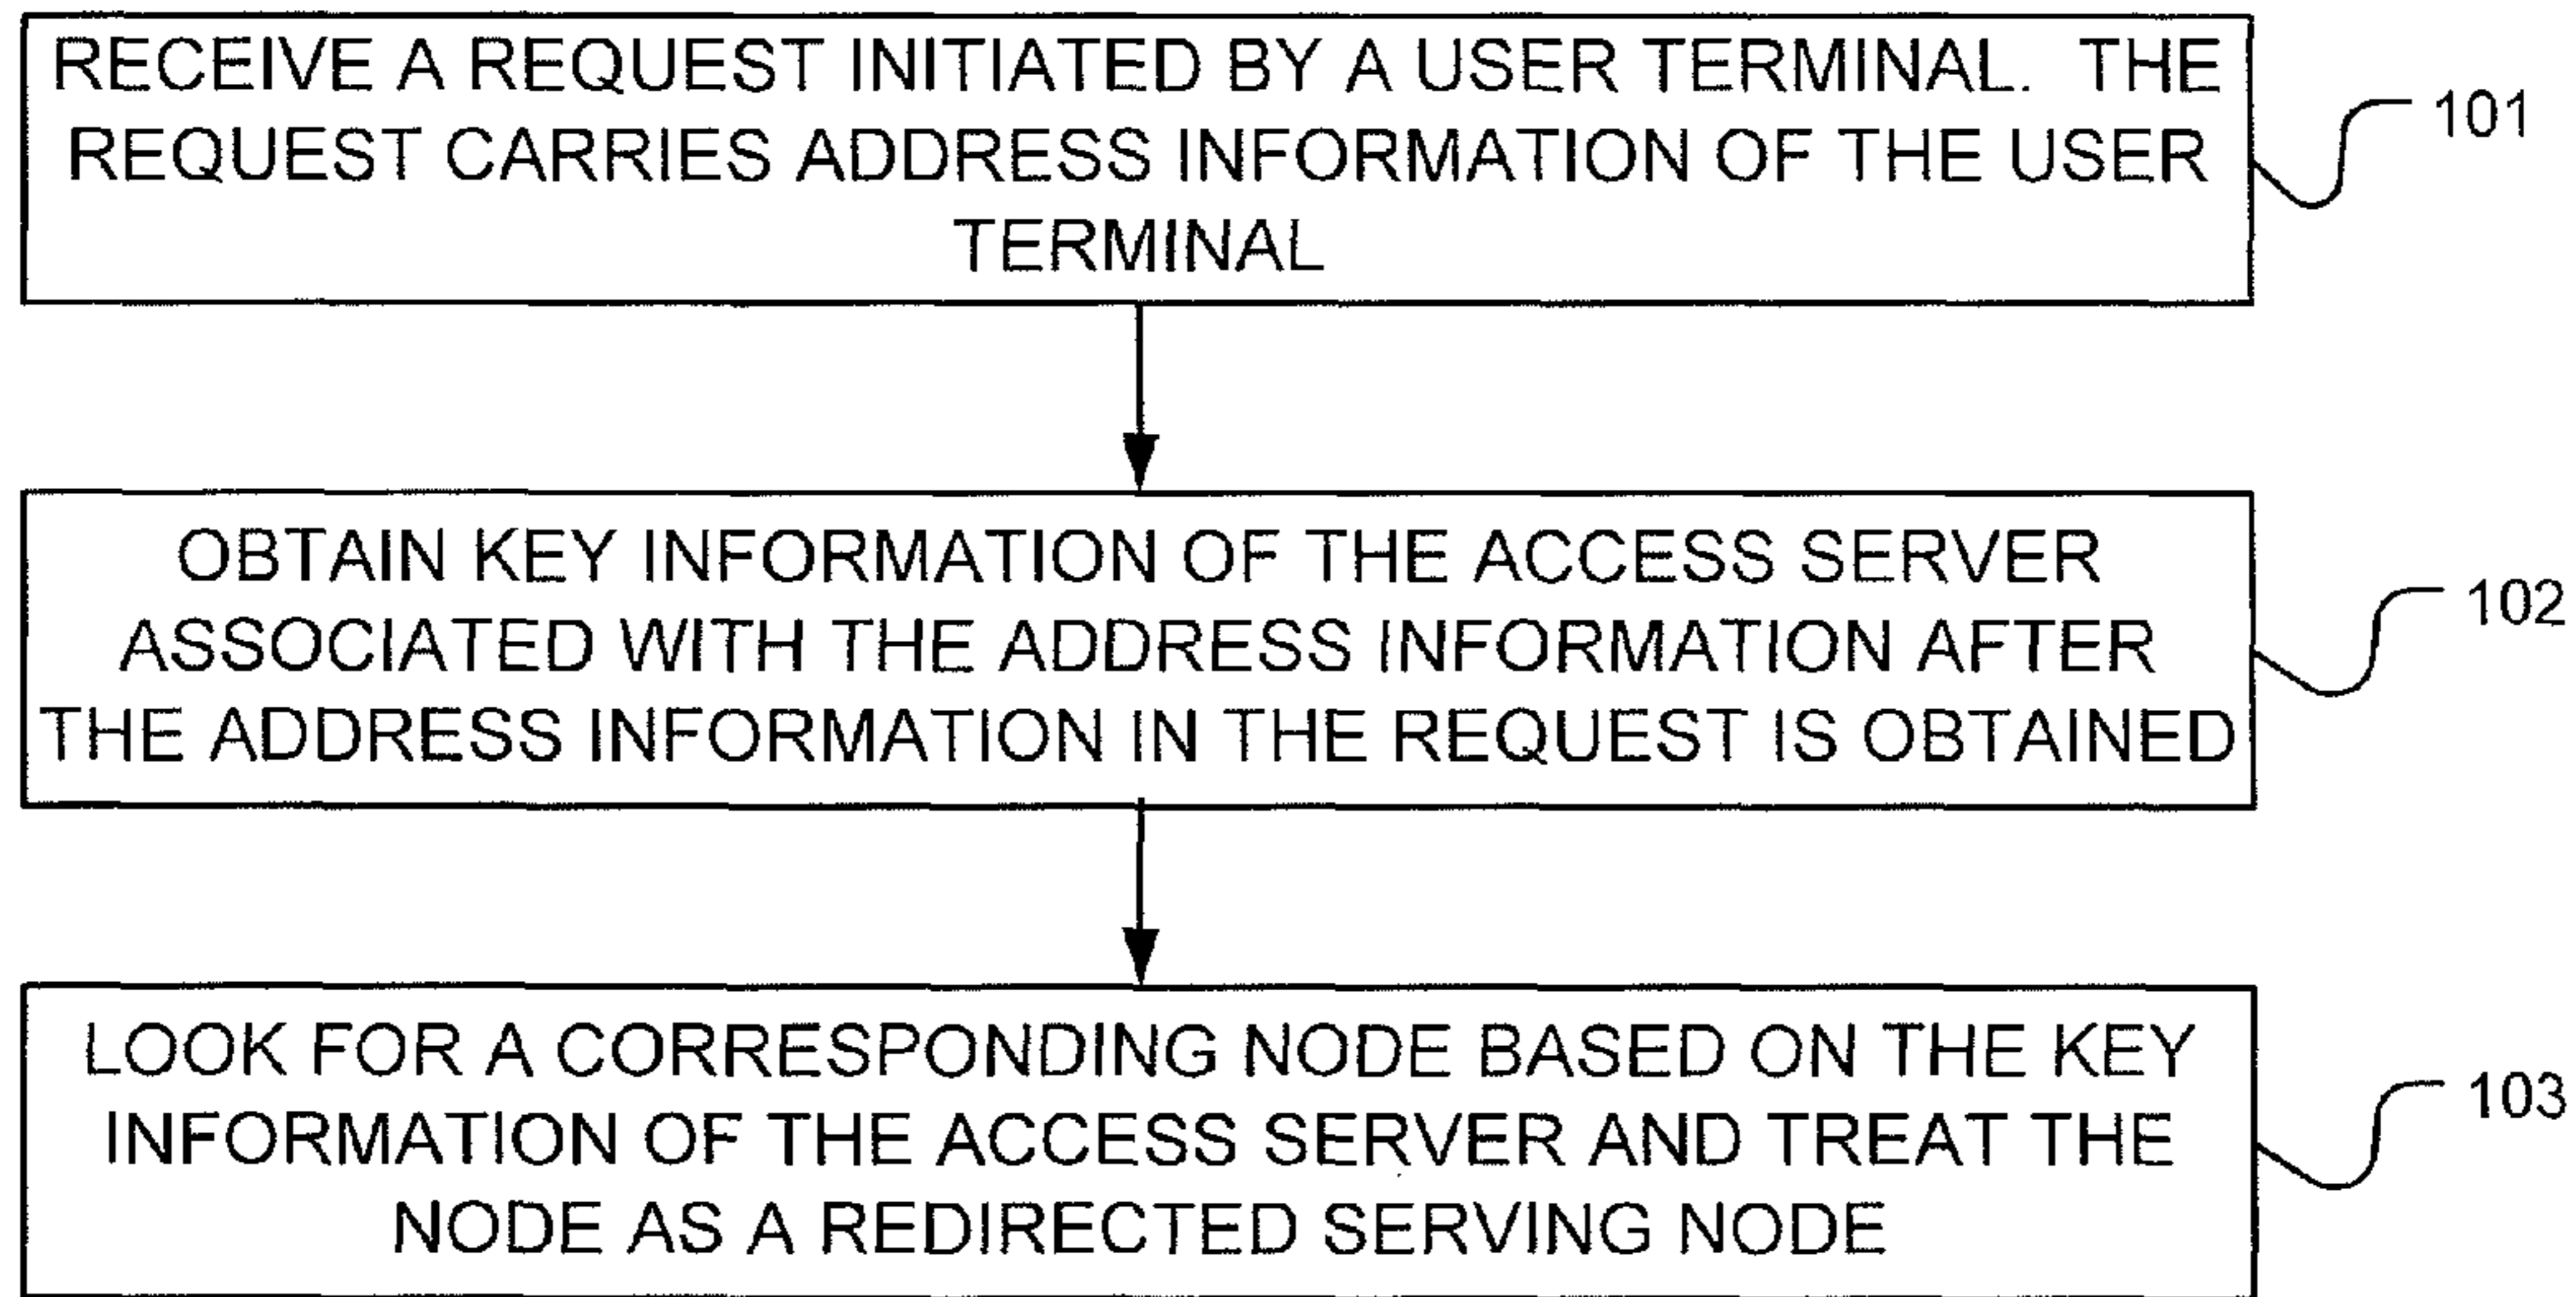 RECEIVE A REQUEST INITIATED BY A USER TERMINAL. THE
REQUEST CARRIES ADDRESS INFORMATION OF THE USER
TERMINAL
101
OBTAIN KEY INFORMATION OF THE ACCESS SERVER
ASSOCIATED WITH THE ADDRESS INFORMATION AFTER
THE ADDRESS INFORMATION IN THE REQUEST IS OBTAINED
102
LOOK FOR A CORRESPONDING NODE BASED ON THE KEY
INFORMATION OF THE ACCESS SERVER AND TREAT THE
NODE AS A REDIRECTED SERVING NODE
103